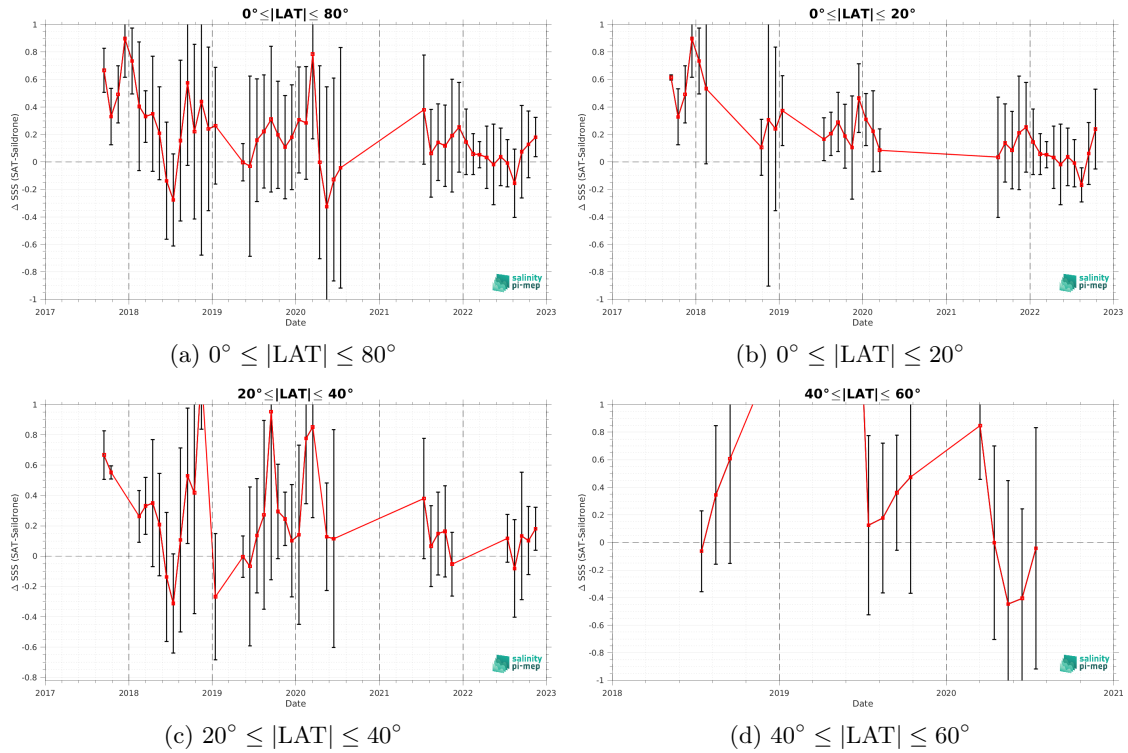 0°≤|LAT|≤ 80°
Δ SSS (SAT-Saildrone)
1
0.8
0.6
0.4
0.2
0
-0.2
-0.4
-0.6
-0.8
-1
salinity
pi-mep
2017 2018 2019 2020 2021 2022 2023
Date
(a) 0° ≤ |LAT| ≤ 80°
0°≤|LAT|≤ 20°
Δ SSS (SAT-Saildrone)
1
0.8
0.6
0.4
0.2
0
-0.2
-0.4
-0.6
-0.8
-1
salinity
pi-mep
2017 2018 2019 2020 2021 2022 2023
Date
(b) 0° ≤ |LAT| ≤ 20°
20°≤|LAT|≤ 40°
Δ SSS (SAT-Saildrone)
1
0.8
0.6
0.4
0.2
0
-0.2
-0.4
-0.6
-0.8
salinity
pi-mep
2017 2018 2019 2020 2021 2022 2023
Date
(c) 20° ≤ |LAT| ≤ 40°
40°≤|LAT|≤ 60°
Δ SSS (SAT-Saildrone)
1
0.8
0.6
0.4
0.2
0
-0.2
-0.4
-0.6
-0.8
-1
salinity
pi-mep
2018 2019 2020 2021
Date
(d) 40° ≤ |LAT| ≤ 60°